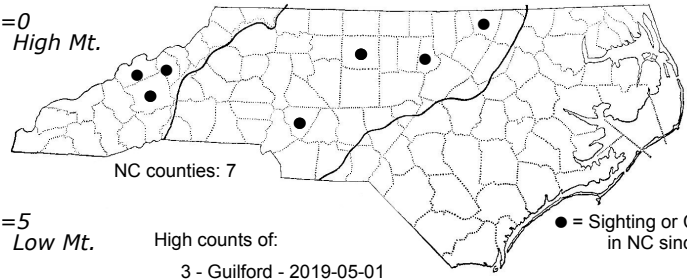 =0
High Mt.
NC counties: 7
=5
Low Mt.
High counts of:
3 - Guilford - 2019-05-01
● = Sighting or
in NC